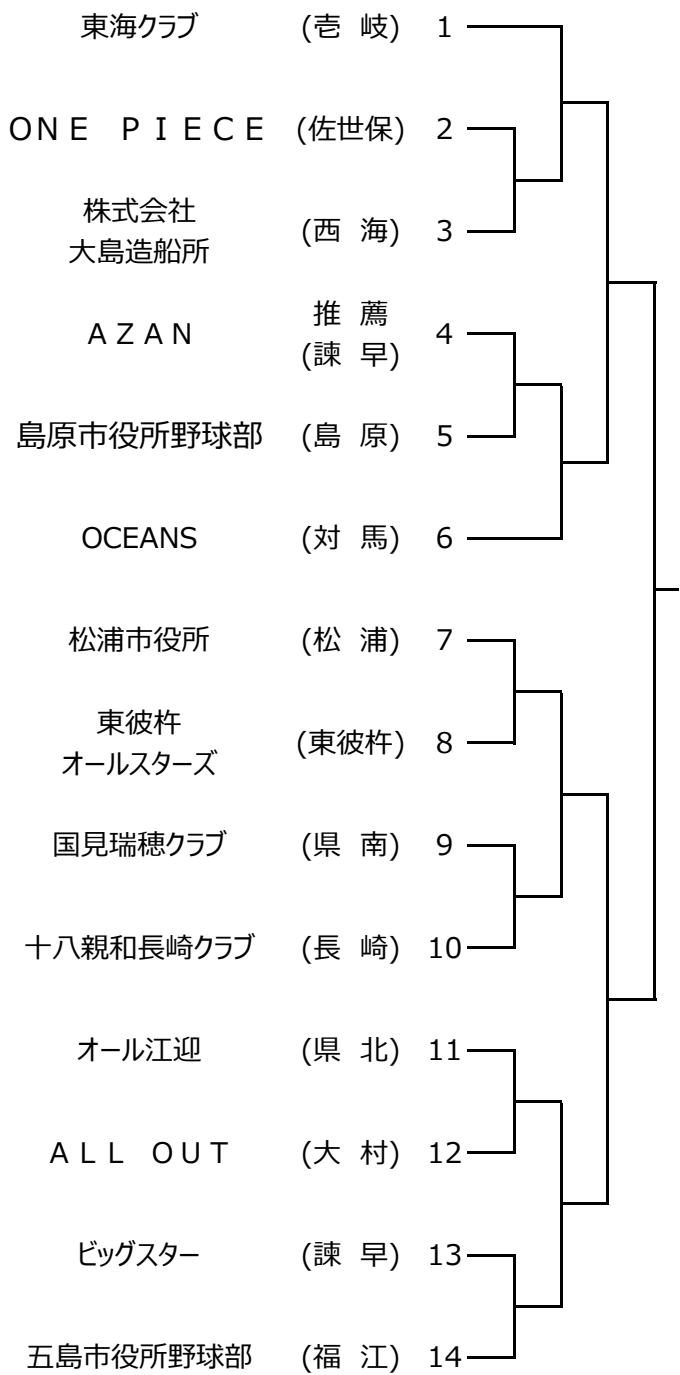 東海クラブ (壱 岐) 1
ＯＮＥ　ＰＩＥＣＥ (佐世保) 2
株式会社
大島造船所 (西 海) 3
ＡＺＡＮ 推 薦
(諫 早) 4
島原市役所野球部 (島 原) 5
OCEANS (対 馬) 6
松浦市役所 (松 浦) 7
東彼杵
オールスターズ (東彼杵) 8
国見瑞穂クラブ (県 南) 9
十八親和長崎クラブ (長 崎) 10
オール江迎 (県 北) 11
ＡＬＬ　ＯＵＴ (大 村) 12
ビッグスター (諫 早) 13
五島市役所野球部 (福 江) 14